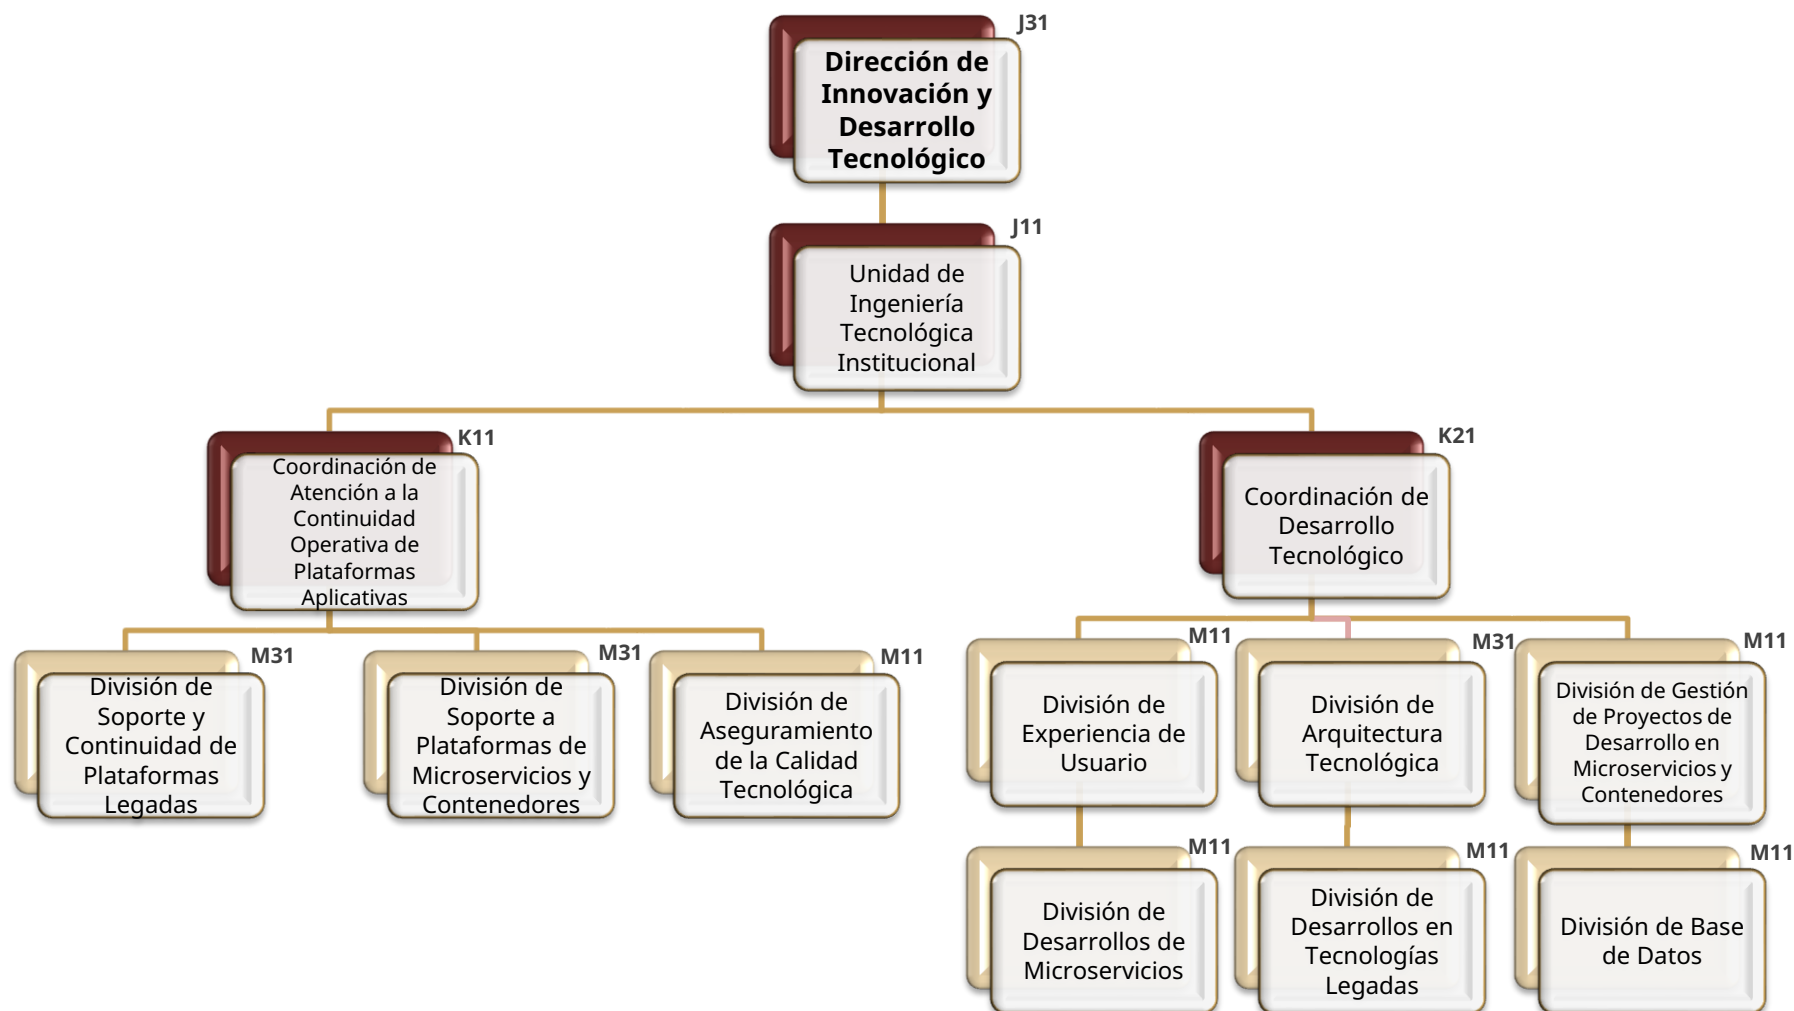 J31
Dirección de
Innovación y
Desarrollo
Tecnológico
J11
Unidad de
Ingeniería
Tecnológica
Institucional
K11
Coordinación de
Atención a la
Continuidad
Operativa de
Plataformas
Aplicativas
K21
Coordinación de
Desarrollo
Tecnológico
M31
División de
Soporte y
Continuidad de
Plataformas
Legadas
M31
División de
Soporte a
Plataformas de
Microservicios y
Contenedores
M11
División de
Aseguramiento
de la Calidad
Tecnológica
M11
División de
Experiencia de
Usuario
M31
División de
Arquitectura
Tecnológica
M11
División de Gestión
de Proyectos de
Desarrollo en
Microservicios y
Contenedores
M11
División de
Desarrollos de
Microservicios
M11
División de
Desarrollos en
Tecnologías
Legadas
M11
División de Base
de Datos